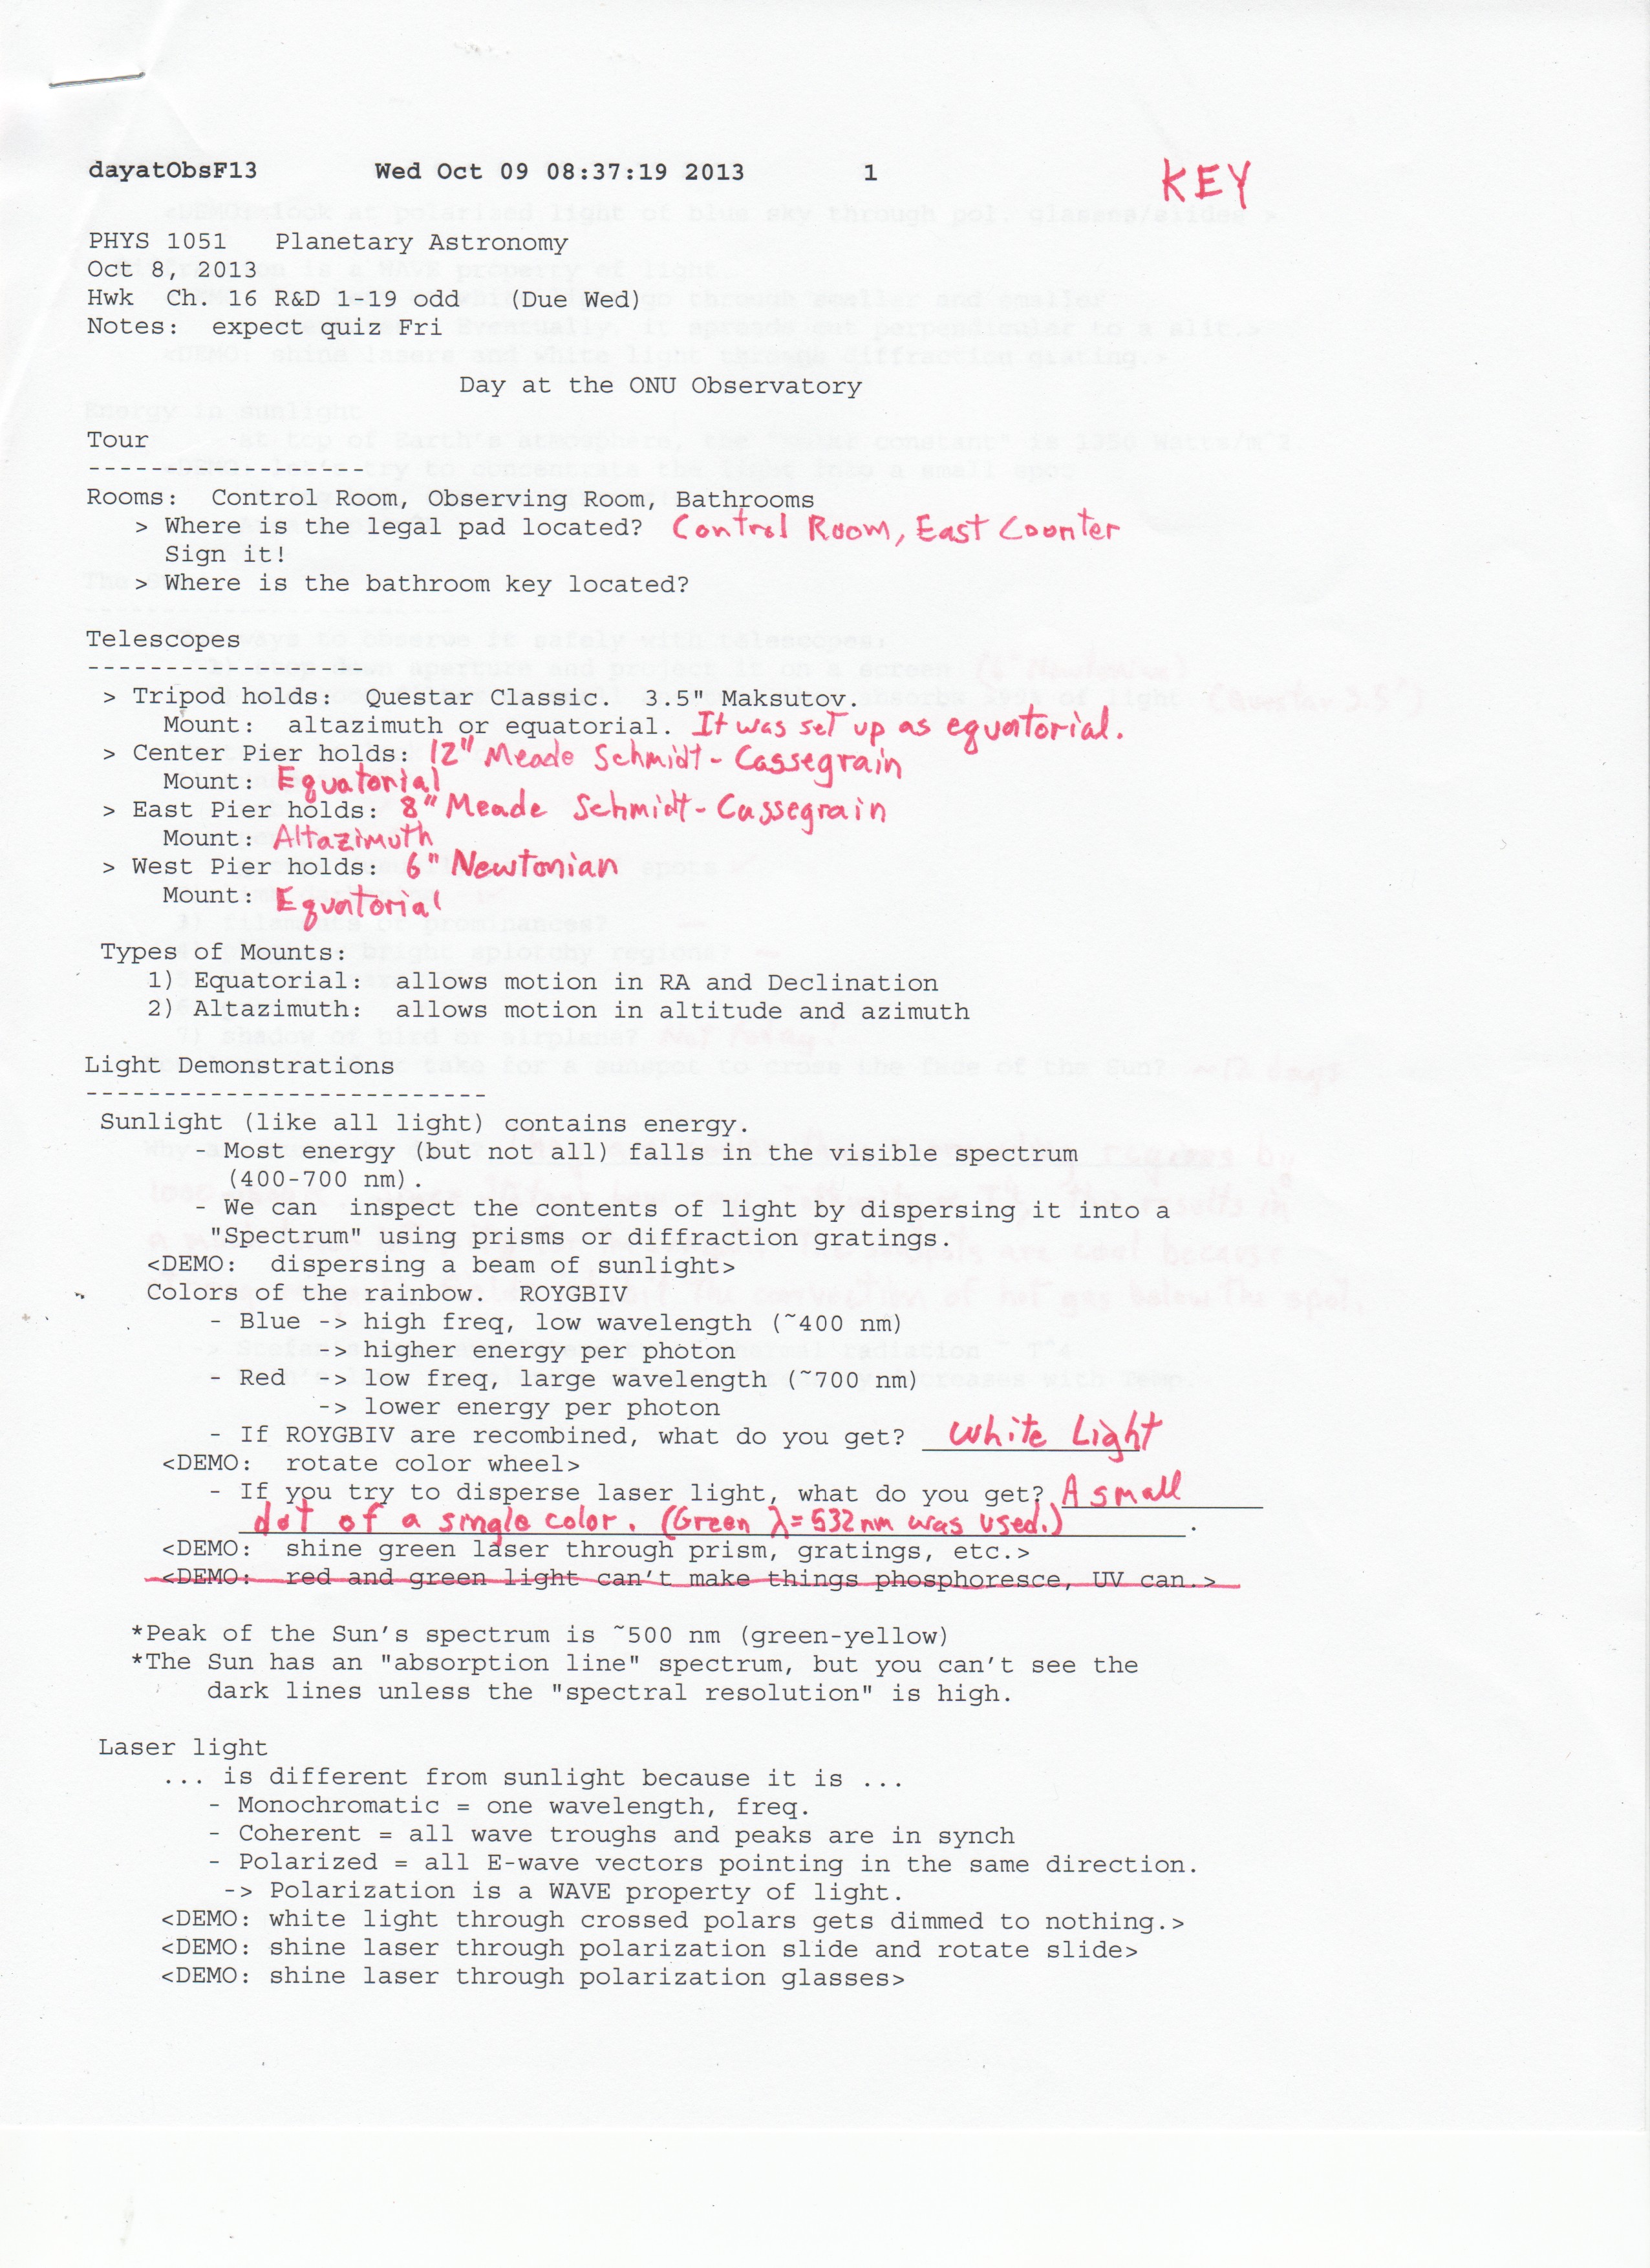 dayatObsF13 Wed Oct 09 08:37:19 2013 1 KEY
PHYS 1051 Planetary Astronomy
Oct 8, 2013
Hwk Ch. 16 R&D 1-19 odd (Due Wed)
Notes: expect quiz Fri
Day at the ONU Observatory
Tour
------------------
Rooms: Control Room, Observing Room, Bathrooms
> Where is the legal pad located? Control Room, East Counter
Sign it!
> Where is the bathroom key located?
Telescopes
------------------
> Tripod holds: Questar Classic. 3.5" Maksutov.
Mount: altazimuth or equatorial. It was set up as equatorial.
> Center Pier holds: 12" Meade Schmidt-Cassegrain
Mount: Equatorial
> East Pier holds: 8" Meade Schmidt-Cassegrain
Mount: Altazimuth
> West Pier holds: 6" Newtonian
Mount: Equatorial
Types of Mounts:
1) Equatorial: allows motion in RA and Declination
2) Altazimuth: allows motion in altitude and azimuth
Light Demonstrations
--------------------------
Sunlight (like all light) contains energy.
- Most energy (but not all) falls in the visible spectrum
(400-700 nm).
- We can inspect the contents of light by dispersing it into a
"Spectrum" using prisms or diffraction gratings.
<DEMO: dispersing a beam of sunlight>
Colors of the rainbow. ROYGBIV
- Blue -> high freq, low wavelength (~400 nm)
-> higher energy per photon
- Red -> low freq, large wavelength (~700 nm)
-> lower energy per photon
- If ROYGBIV are recombined, what do you get? White Light
<DEMO: rotate color wheel>
- If you try to disperse laser light, what do you get? A small
dot of a single color. (Green λ=532nm was used.) .
<DEMO: shine green laser through prism, gratings, etc.>
<DEMO: red and green light can't make things phosphoresce, UV can.>
*Peak of the Sun's spectrum is ~500 nm (green-yellow)
*The Sun has an "absorption line" spectrum, but you can't see the
dark lines unless the "spectral resolution" is high.
Laser light
... is different from sunlight because it is ...
- Monochromatic = one wavelength, freq.
- Coherent = all wave troughs and peaks are in synch
- Polarized = all E-wave vectors pointing in the same direction.
-> Polarization is a WAVE property of light.
<DEMO: white light through crossed polars gets dimmed to nothing.>
<DEMO: shine laser through polarization slide and rotate slide>
<DEMO: shine laser through polarization glasses>